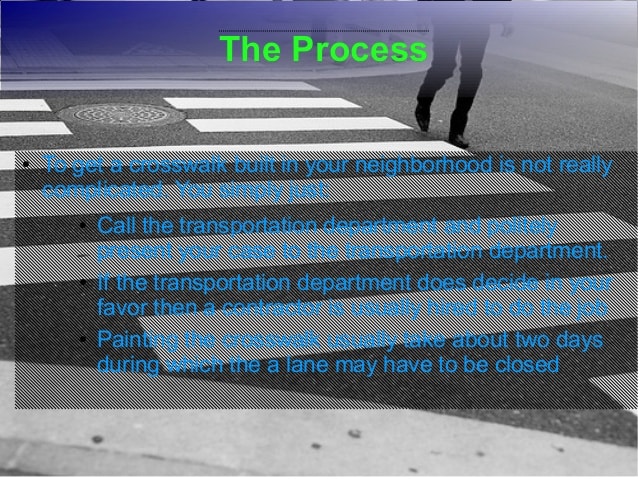 The Process
• To get a crosswalk built in your neighborhood is not really
complicated. You simply just:
• Call the transportation department and politely
present your case to the transportation department.
• If the transportation department does decide in your
favor then a contractor is usually hired to do the job
• Painting the crosswalk usually take about two days
during which the a lane may have to be closed